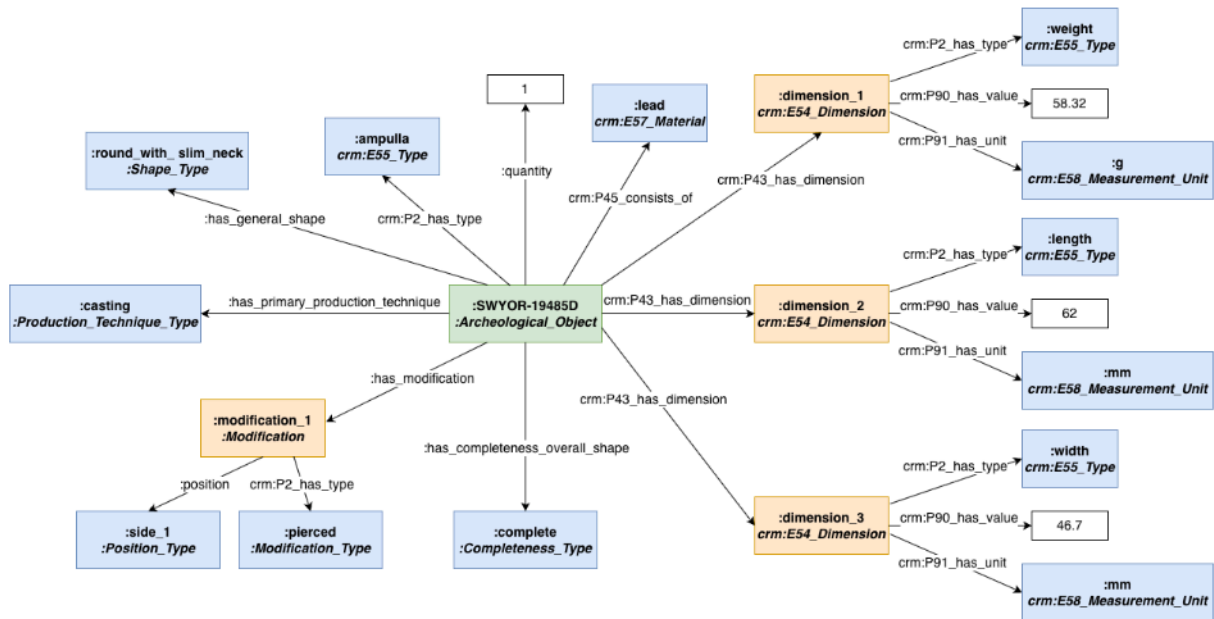 :weight
crm:E55_Type
crm:P2_has_type
:dimension_1
crm:E54_Dimension
crm:P90_has_value
58.32
crm:P91_has_unit
:g
crm:E58_Measurement_Unit
1
:lead
crm:E57_Material
:ampulla
crm:E55_Type
:round_with_ slim_neck
:Shape_Type
:quantity
crm:P43_has_dimension
crm:P45_consists_of
:has_general_shape
crm:P2_has_type
:length
crm:E55_Type
crm:P2_has_type
:casting
:Production_Technique_Type
:has_primary_production_technique
:SWYOR-19485D
:Archeological_Object
crm:P43_has_dimension
:dimension_2
crm:E54_Dimension
crm:P90_has_value
62
crm:P91_has_unit
:mm
crm:E58_Measurement_Unit
:has_modification
crm:P43_has_dimension
:modification_1
:Modification
:has_completeness_overall_shape
:width
crm:E55_Type
crm:P2_has_type
:position
crm:P2_has_type
:side_1
:Position_Type
:pierced
:Modification_Type
:complete
:Completeness_Type
:dimension_3
crm:E54_Dimension
crm:P90_has_value
46.7
crm:P91_has_unit
:mm
crm:E58_Measurement_Unit